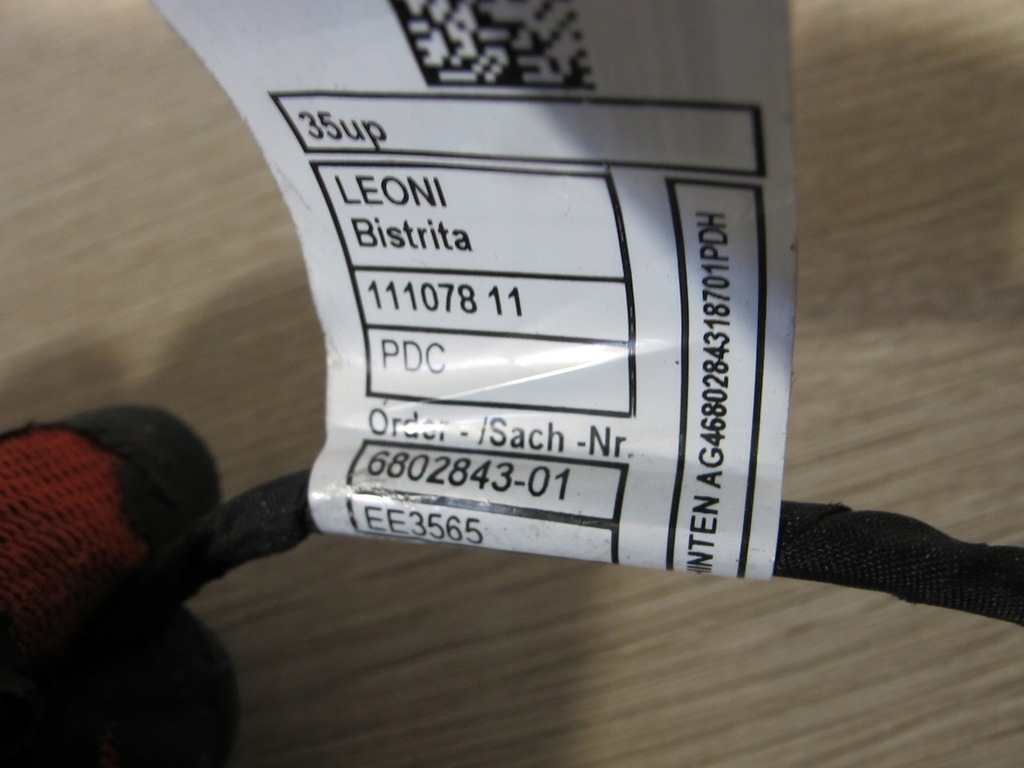 35up
LEONI
Bistrita
111078 11
PDC
Order - /Sach -Nr.
6802843-01
EE3565
HINTEN AG4680284318701PDH